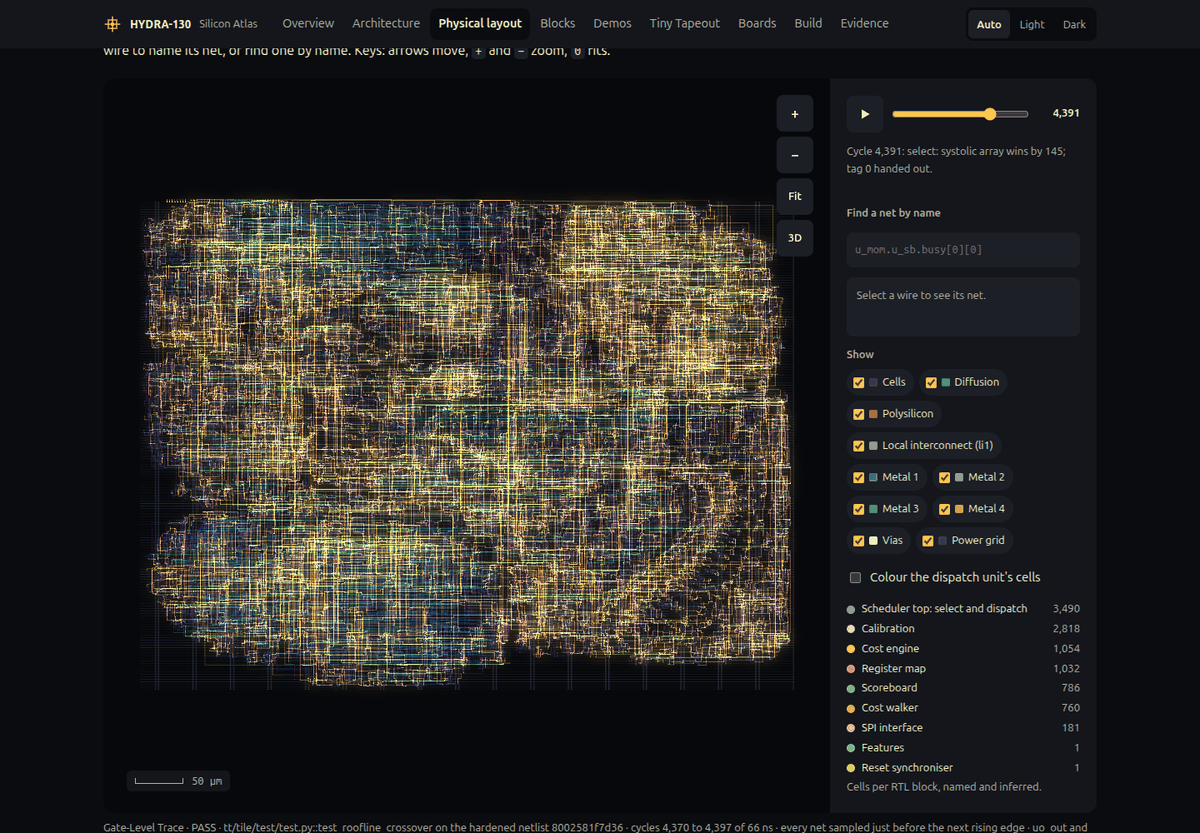 HYDRA-130 Silicon Atlas Overview Architecture Physical layout Blocks Demos Tiny Tapeout Boards Build Evidence Auto Light Dark
wire to name its net, or find one by name. Keys: arrows move, + and − zoom, 0 fits.
+
−
Fit
3D
50 µm
4,391
Cycle 4,391: select: systolic array wins by 145;
tag 0 handed out.
Find a net by name
u_mom.u_sb.busy[0][0]
Select a wire to see its net.
Show
Cells Diffusion
Polysilicon
Local interconnect (li1)
Metal 1 Metal 2
Metal 3 Metal 4
Vias Power grid
Colour the dispatch unit's cells
Scheduler top: select and dispatch 3,490
Calibration 2,818
Cost engine 1,054
Register map 1,032
Scoreboard 786
Cost walker 760
SPI interface 181
Features 1
Reset synchroniser 1
Cells per RTL block, named and inferred.
Gate-Level Trace · PASS · tt/tile/test/test.py::test_roofline_crossover on the hardened netlist 8002581f7d36 · cycles 4,370 to 4,397 of 66 ns · every net sampled just before the next rising edge · uo_out and